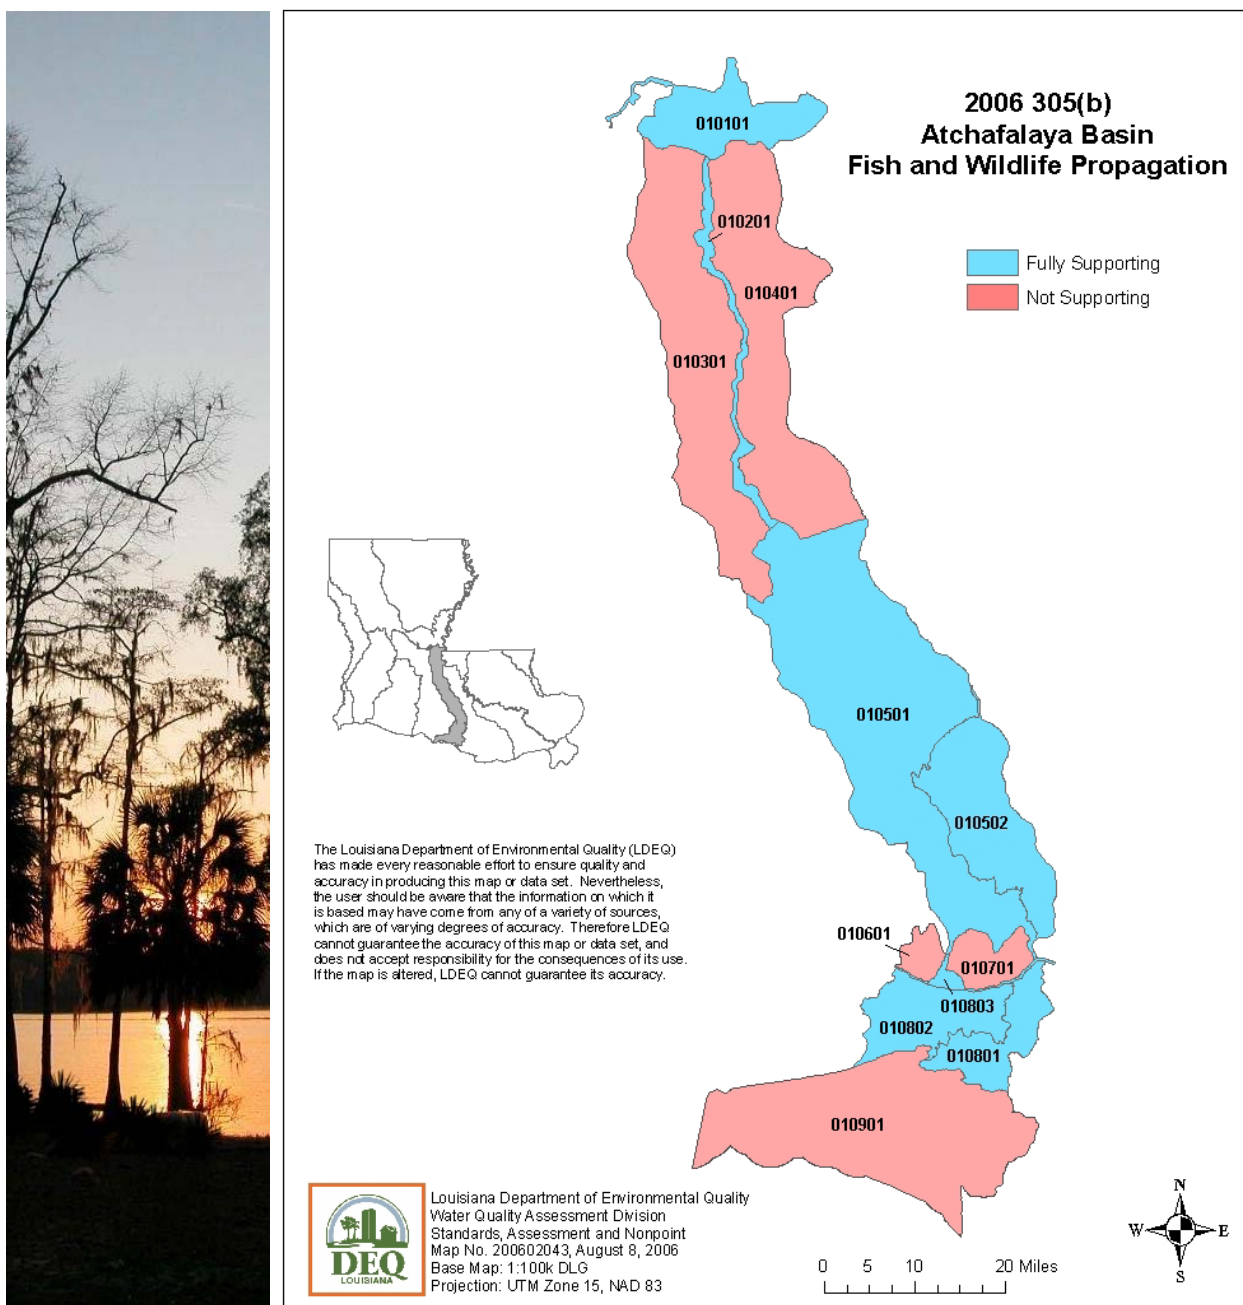 2006 305(b)
Atchafalaya Basin
Fish and Wildlife Propagation
Fully Supporting
Not Supporting
010101
010201
010401
010301
010501
010502
010601
010701
010803
010802
010801
010901
The Louisiana Department of Environmental Quality (LDEQ)
has made every reasonable effort to ensure quality and
accuracy in producing this map or data set. Nevertheless,
the user should be aware that the information on which it
is based may have come from any of a variety of sources,
which are of varying degrees of accuracy. Therefore LDEQ
cannot guarantee the accuracy of this map or data set, and
does not accept responsibility for the consequences of its use.
If the map is altered, LDEQ cannot guarantee its accuracy.
DEQ
LOUISIANA
Louisiana Department of Environmental Quality
Water Quality Assessment Division
Standards, Assessment and Nonpoint
Map No. 200602043, August 8, 2006
Base Map: 1:100k DLG
Projection: UTM Zone 15, NAD 83
0 5 10 20 Miles
N
W E
S